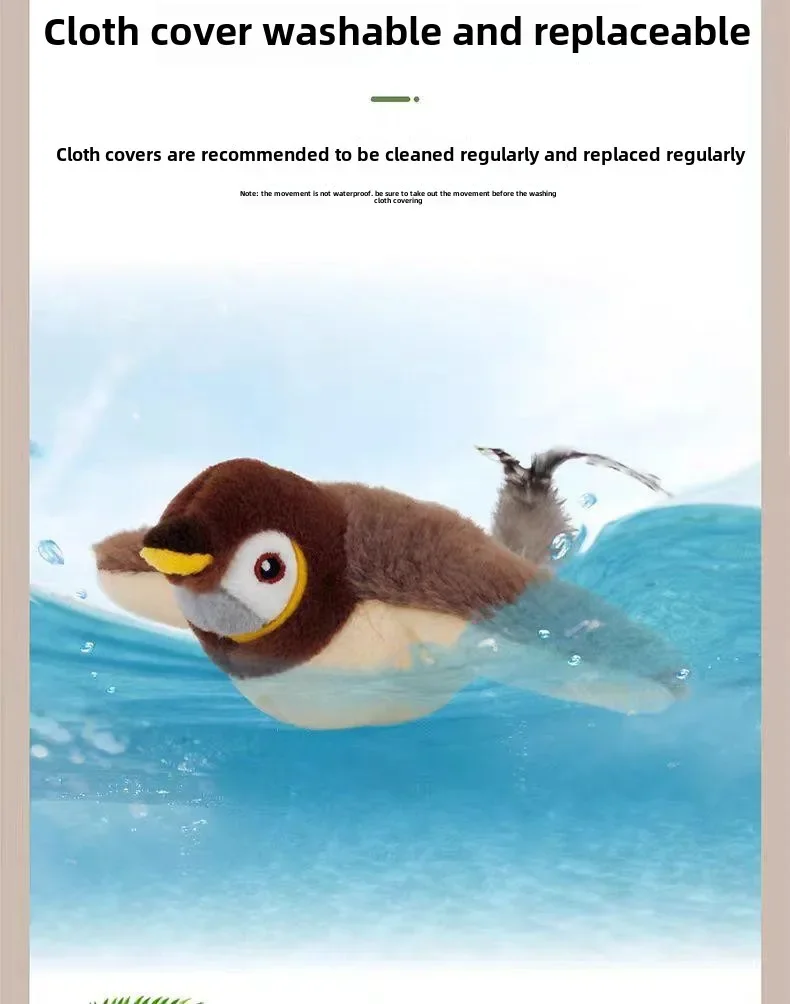 Cloth cover washable and replaceable
Cloth covers are recommended to be cleaned regularly and replaced regularly
Note: the movement is not waterproof. be sure to take out the movement before the washing
cloth covering